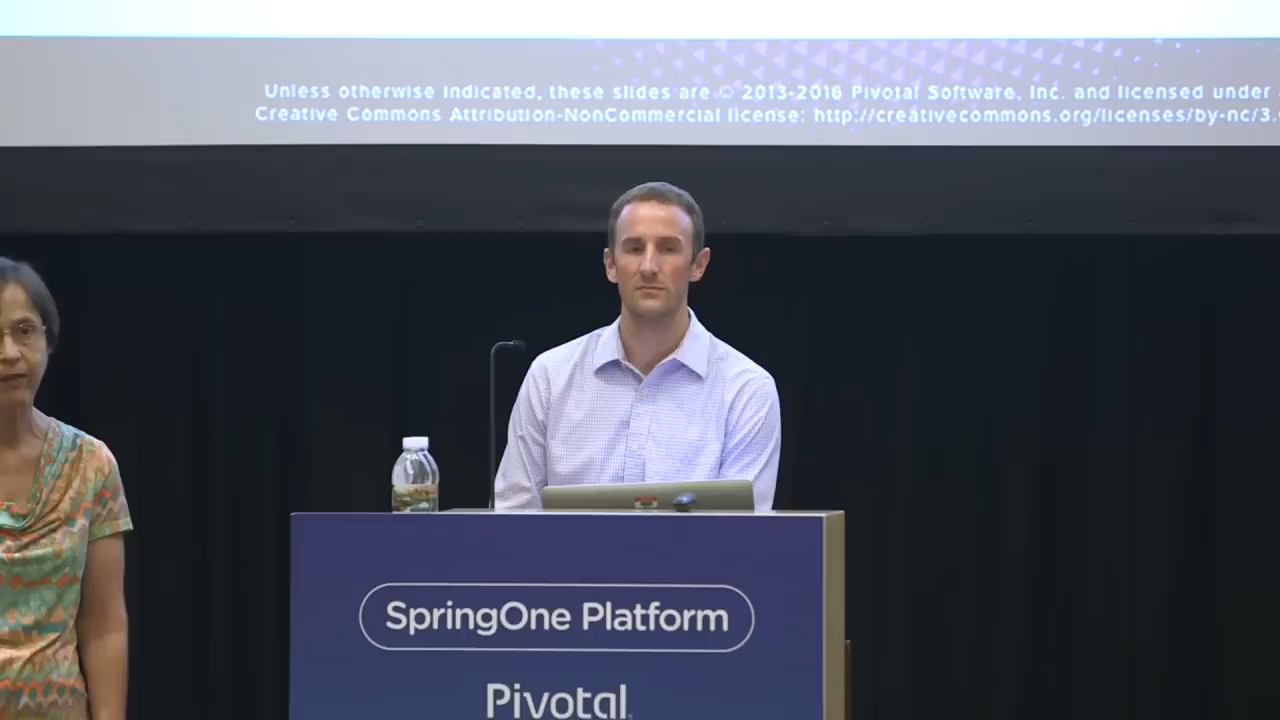 Unless otherwise indicated, these slides are © 2013-2016 Pivotal Software, Inc. and licensed under
Creative Commons Attribution-NonCommercial license: http://creativecommons.org/licenses/by-nc/3.
SpringOne Platform
Pivotal